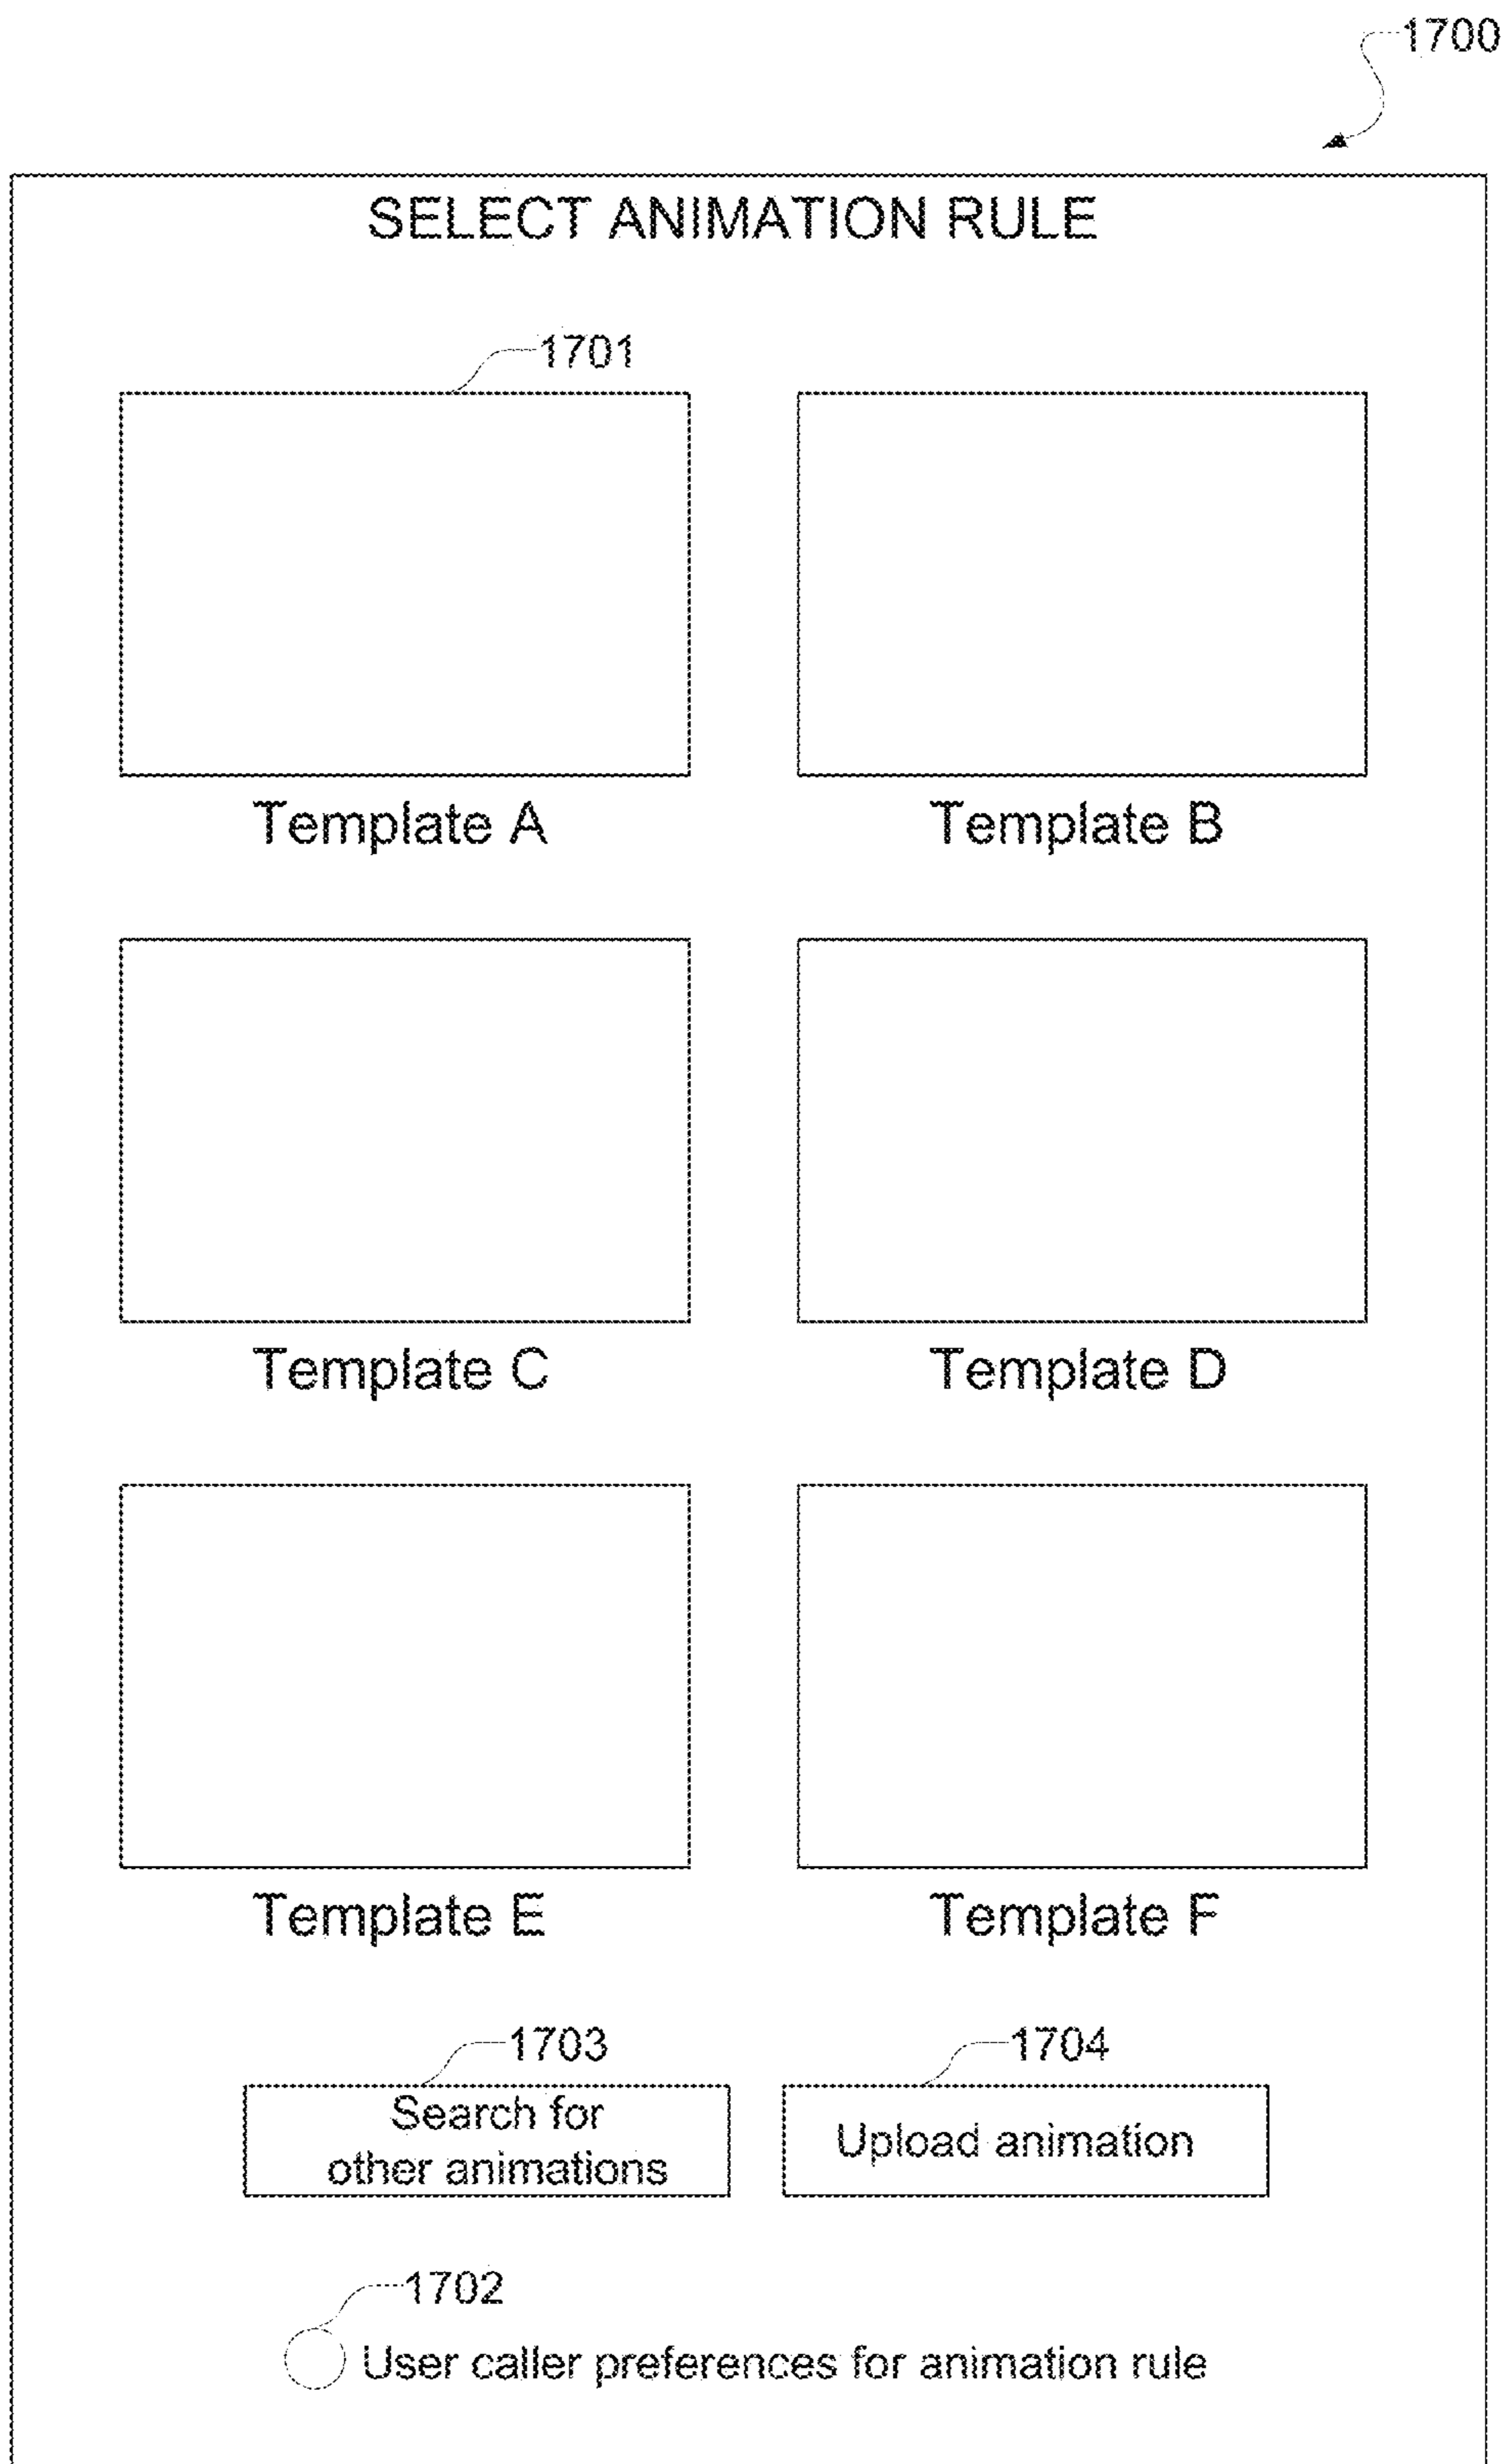 1700
SELECT ANIMATION RULE
1701
Template A
Template B
Template C
Template D
Template E
Template F
1703
1704
Search for
other animations
Upload animation
1702
User caller preferences for animation rule